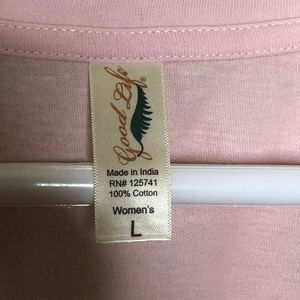 Good Life®
Made in India
RN# 125741
100% Cotton
Women's
L